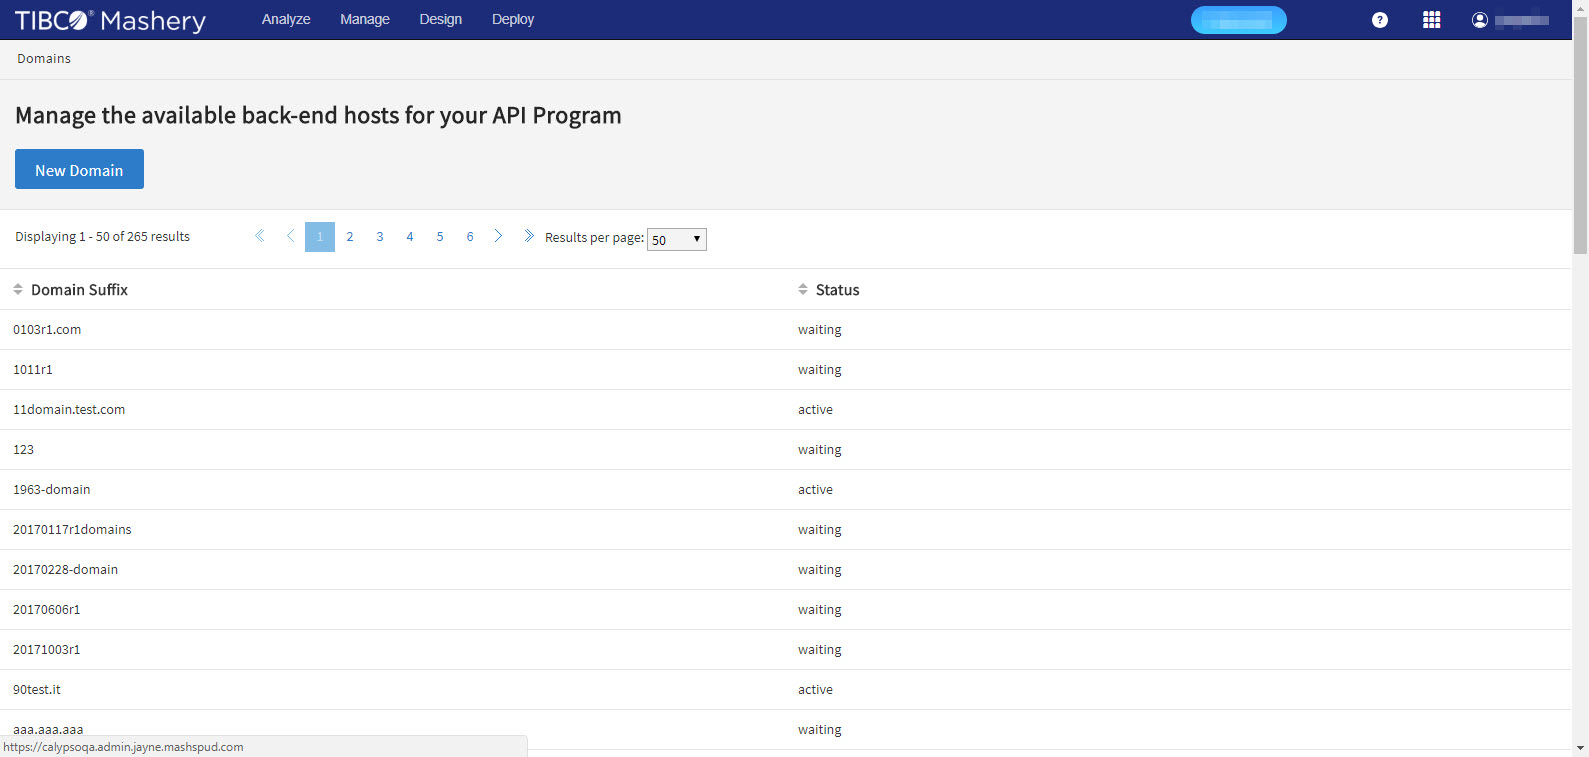 TIBCO® Mashery Analyze Manage Design Deploy ?
Domains
Manage the available back-end hosts for your API Program
New Domain
Displaying 1 - 50 of 265 results 1 2 3 4 5 6 Results per page: 50
Domain Suffix Status
0103r1.com waiting
1011r1 waiting
11domain.test.com active
123 waiting
1963-domain active
20170117r1domains waiting
20170228-domain waiting
20170606r1 waiting
20171003r1 waiting
90test.it active
aaa.aaa.aaa waiting
https://calypsoqa.admin.jayne.mashspud.com